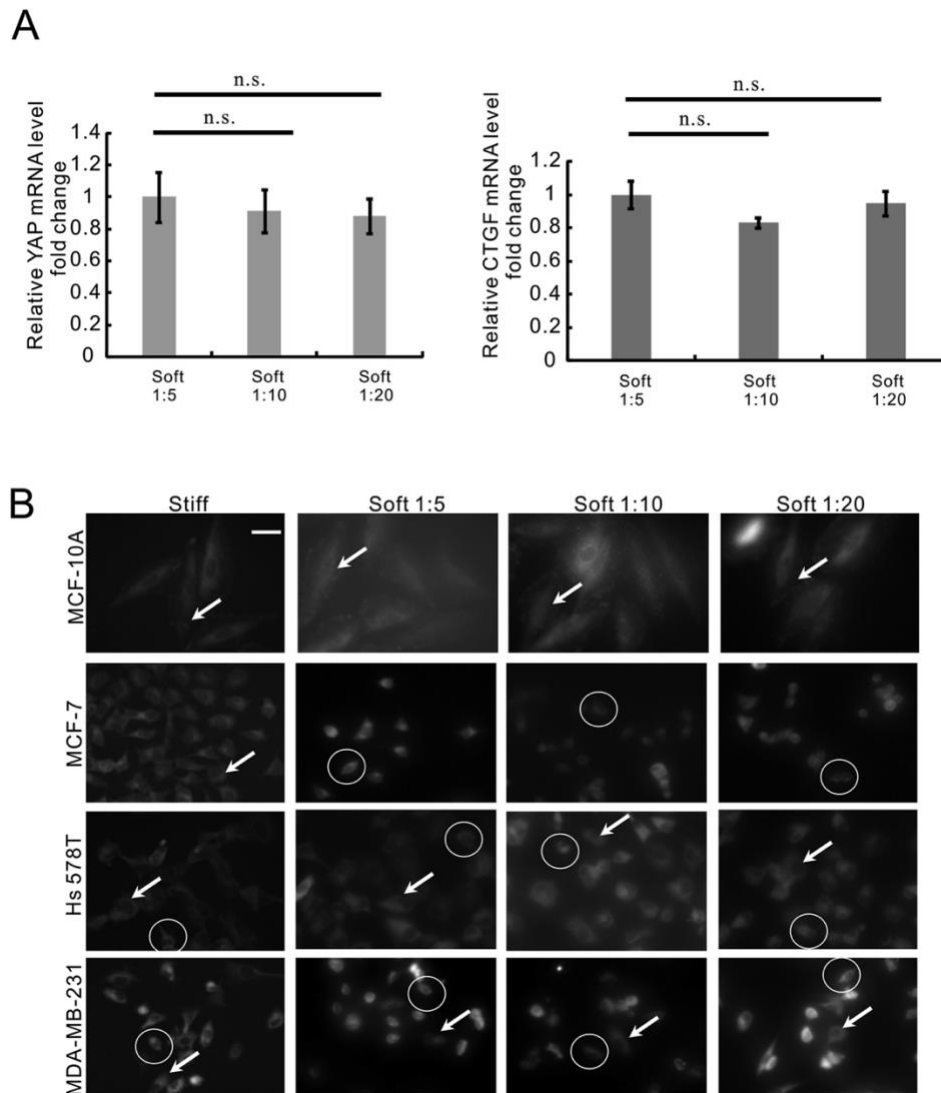 A
n.s.
n.s.
Relative YAP mRNA level
fold change
1.4
1.2
1
0.8
0.6
0.4
0.2
0
Soft
1:5
Soft
1:10
Soft
1:20
n.s.
n.s.
Relative CTGF mRNA level
fold change
1.2
1
0.8
0.6
0.4
0.2
0
Soft
1:5
Soft
1:10
Soft
1:20
B
Stiff
Soft 1:5
Soft 1:10
Soft 1:20
MCF-10A
MCF-7
Hs 578T
MDA-MB-231